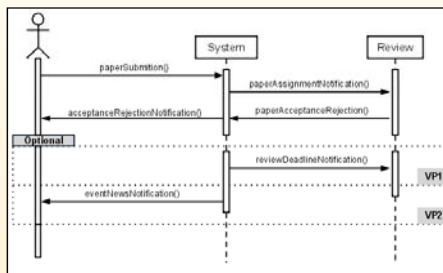 System
Review
paperSubmition()
paperAssignmentNotification()
acceptanceRejectionNotification()
paperAcceptanceRejection()
Optional
reviewDeadlineNotification()
VP1
eventNewsNotification()
VP2